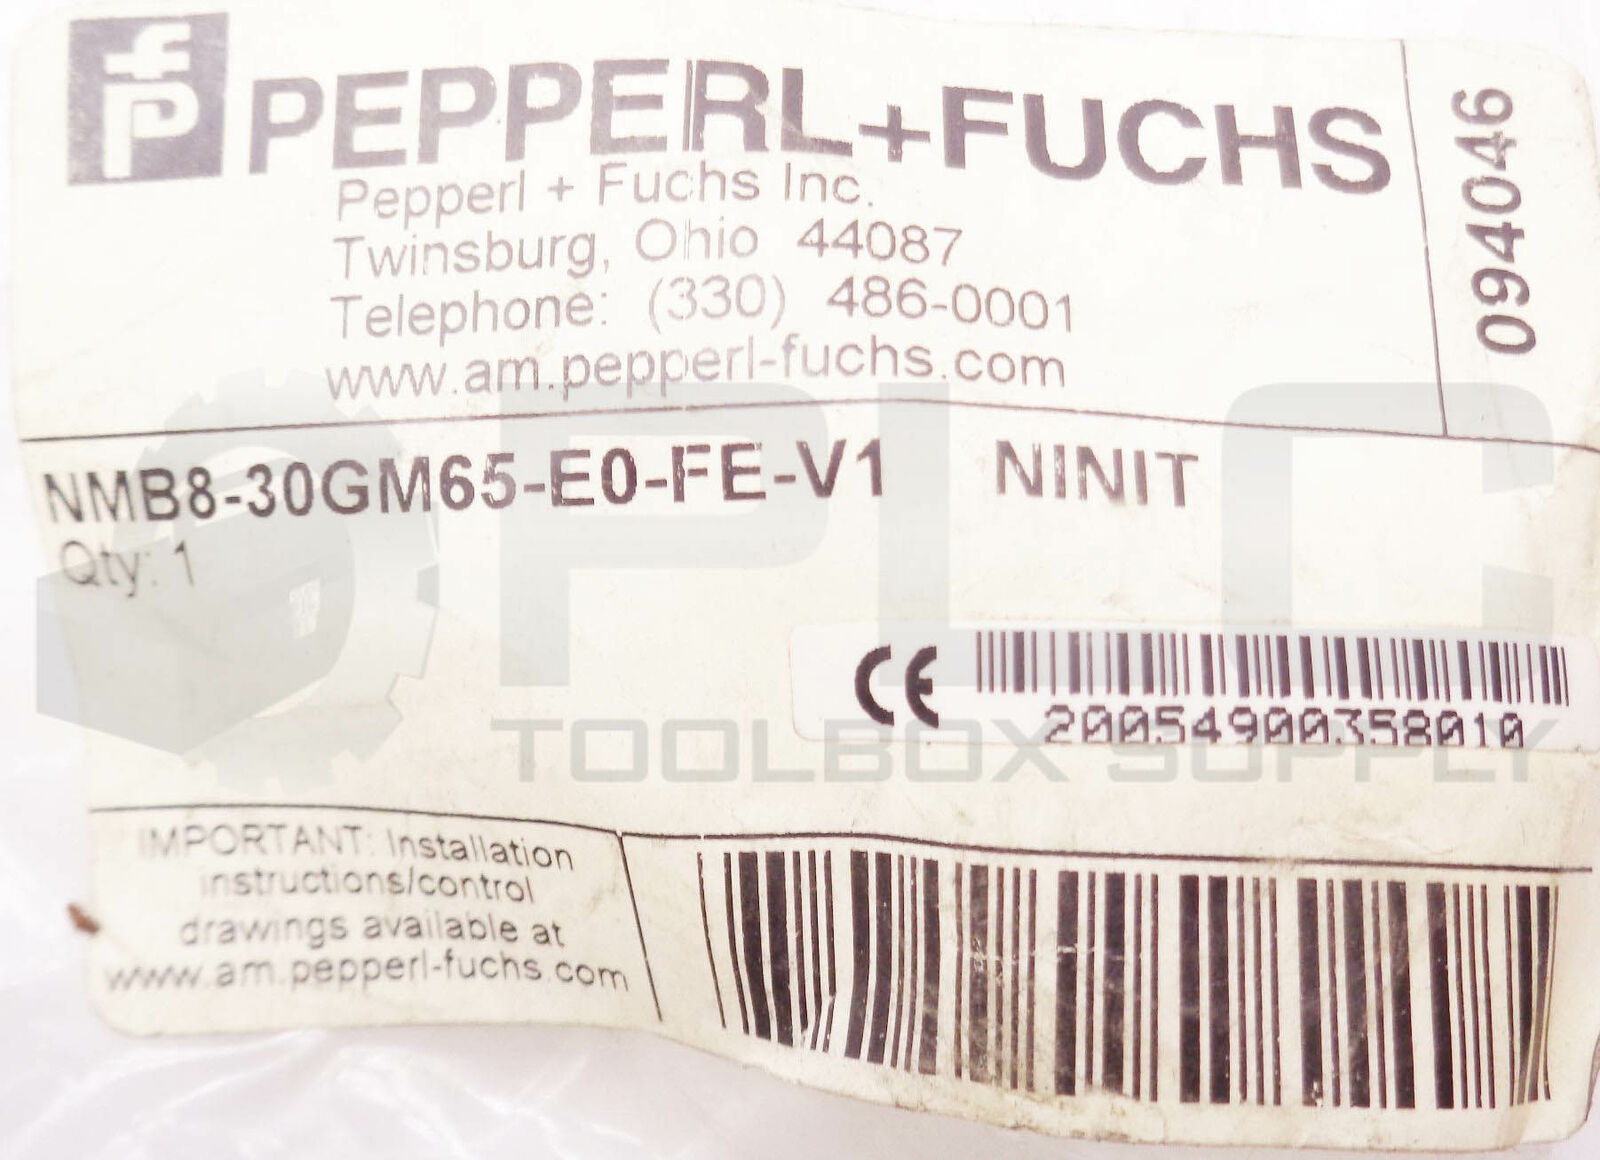 fp PEPPERL+FUCHS
Pepperl + Fuchs Inc.
Twinsburg, Ohio 44087
Telephone: (330) 486-0001
www.am.pepperl-fuchs.com
094046
NMB8-30GM65-E0-FE-V1 NINIT
Qty: 1
CE
20054900358010
IMPORTANT: Installation
instructions/control
drawings available at
www.am.pepperl-fuchs.com
PLC
TOOLBOX SUPPLY